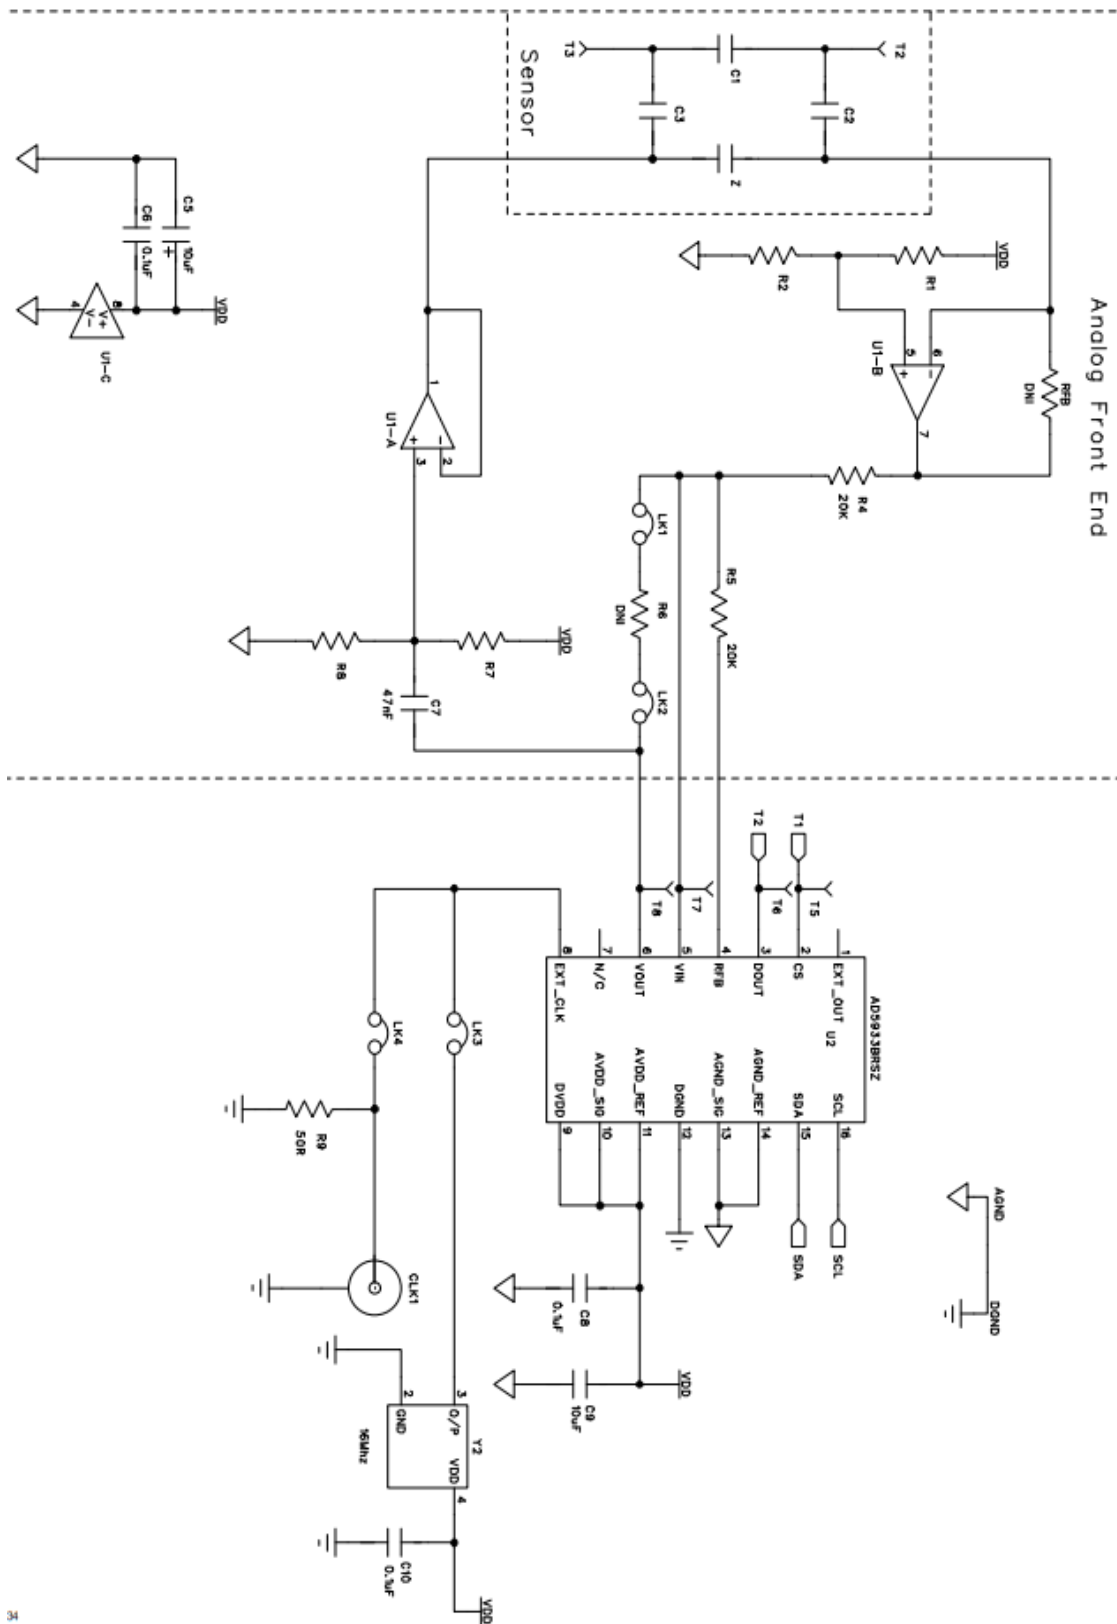 Analog Front End
Sensor
T3
T2
C1
C3
C2
Z
VDD
R1
R2
5
6
+
-
U1-B
7
RFB
DNI
R4
20K
C5
10uF
+
C6
0.1uF
VDD
4
8
V-
V+
U1-C
1
U1-A
+
-
3
2
LK1
R6
DNI
LK2
R5
20K
VDD
R7
R8
C7
47nF
T2
T1
T8
T7
T6
T5
8
7
6
5
4
3
2
1
EXT_CLK
N/C
VOUT
VIN
RFB
DOUT
CS
EXT_OUT
U2
AD5933BRSZ
DVDD
AVDD_SIG
AVDD_REF
DGND
AGND_SIG
AGND_REF
SDA
SCL
9
10
11
12
13
14
15
16
SDA
SCL
AGND
DGND
LK4
LK3
R9
50R
CLK1
C8
0.1uF
C9
10uF
VDD
2
3
GND
O/P
Y2
16Mhz
VDD
4
C10
0.1uF
VDD
34